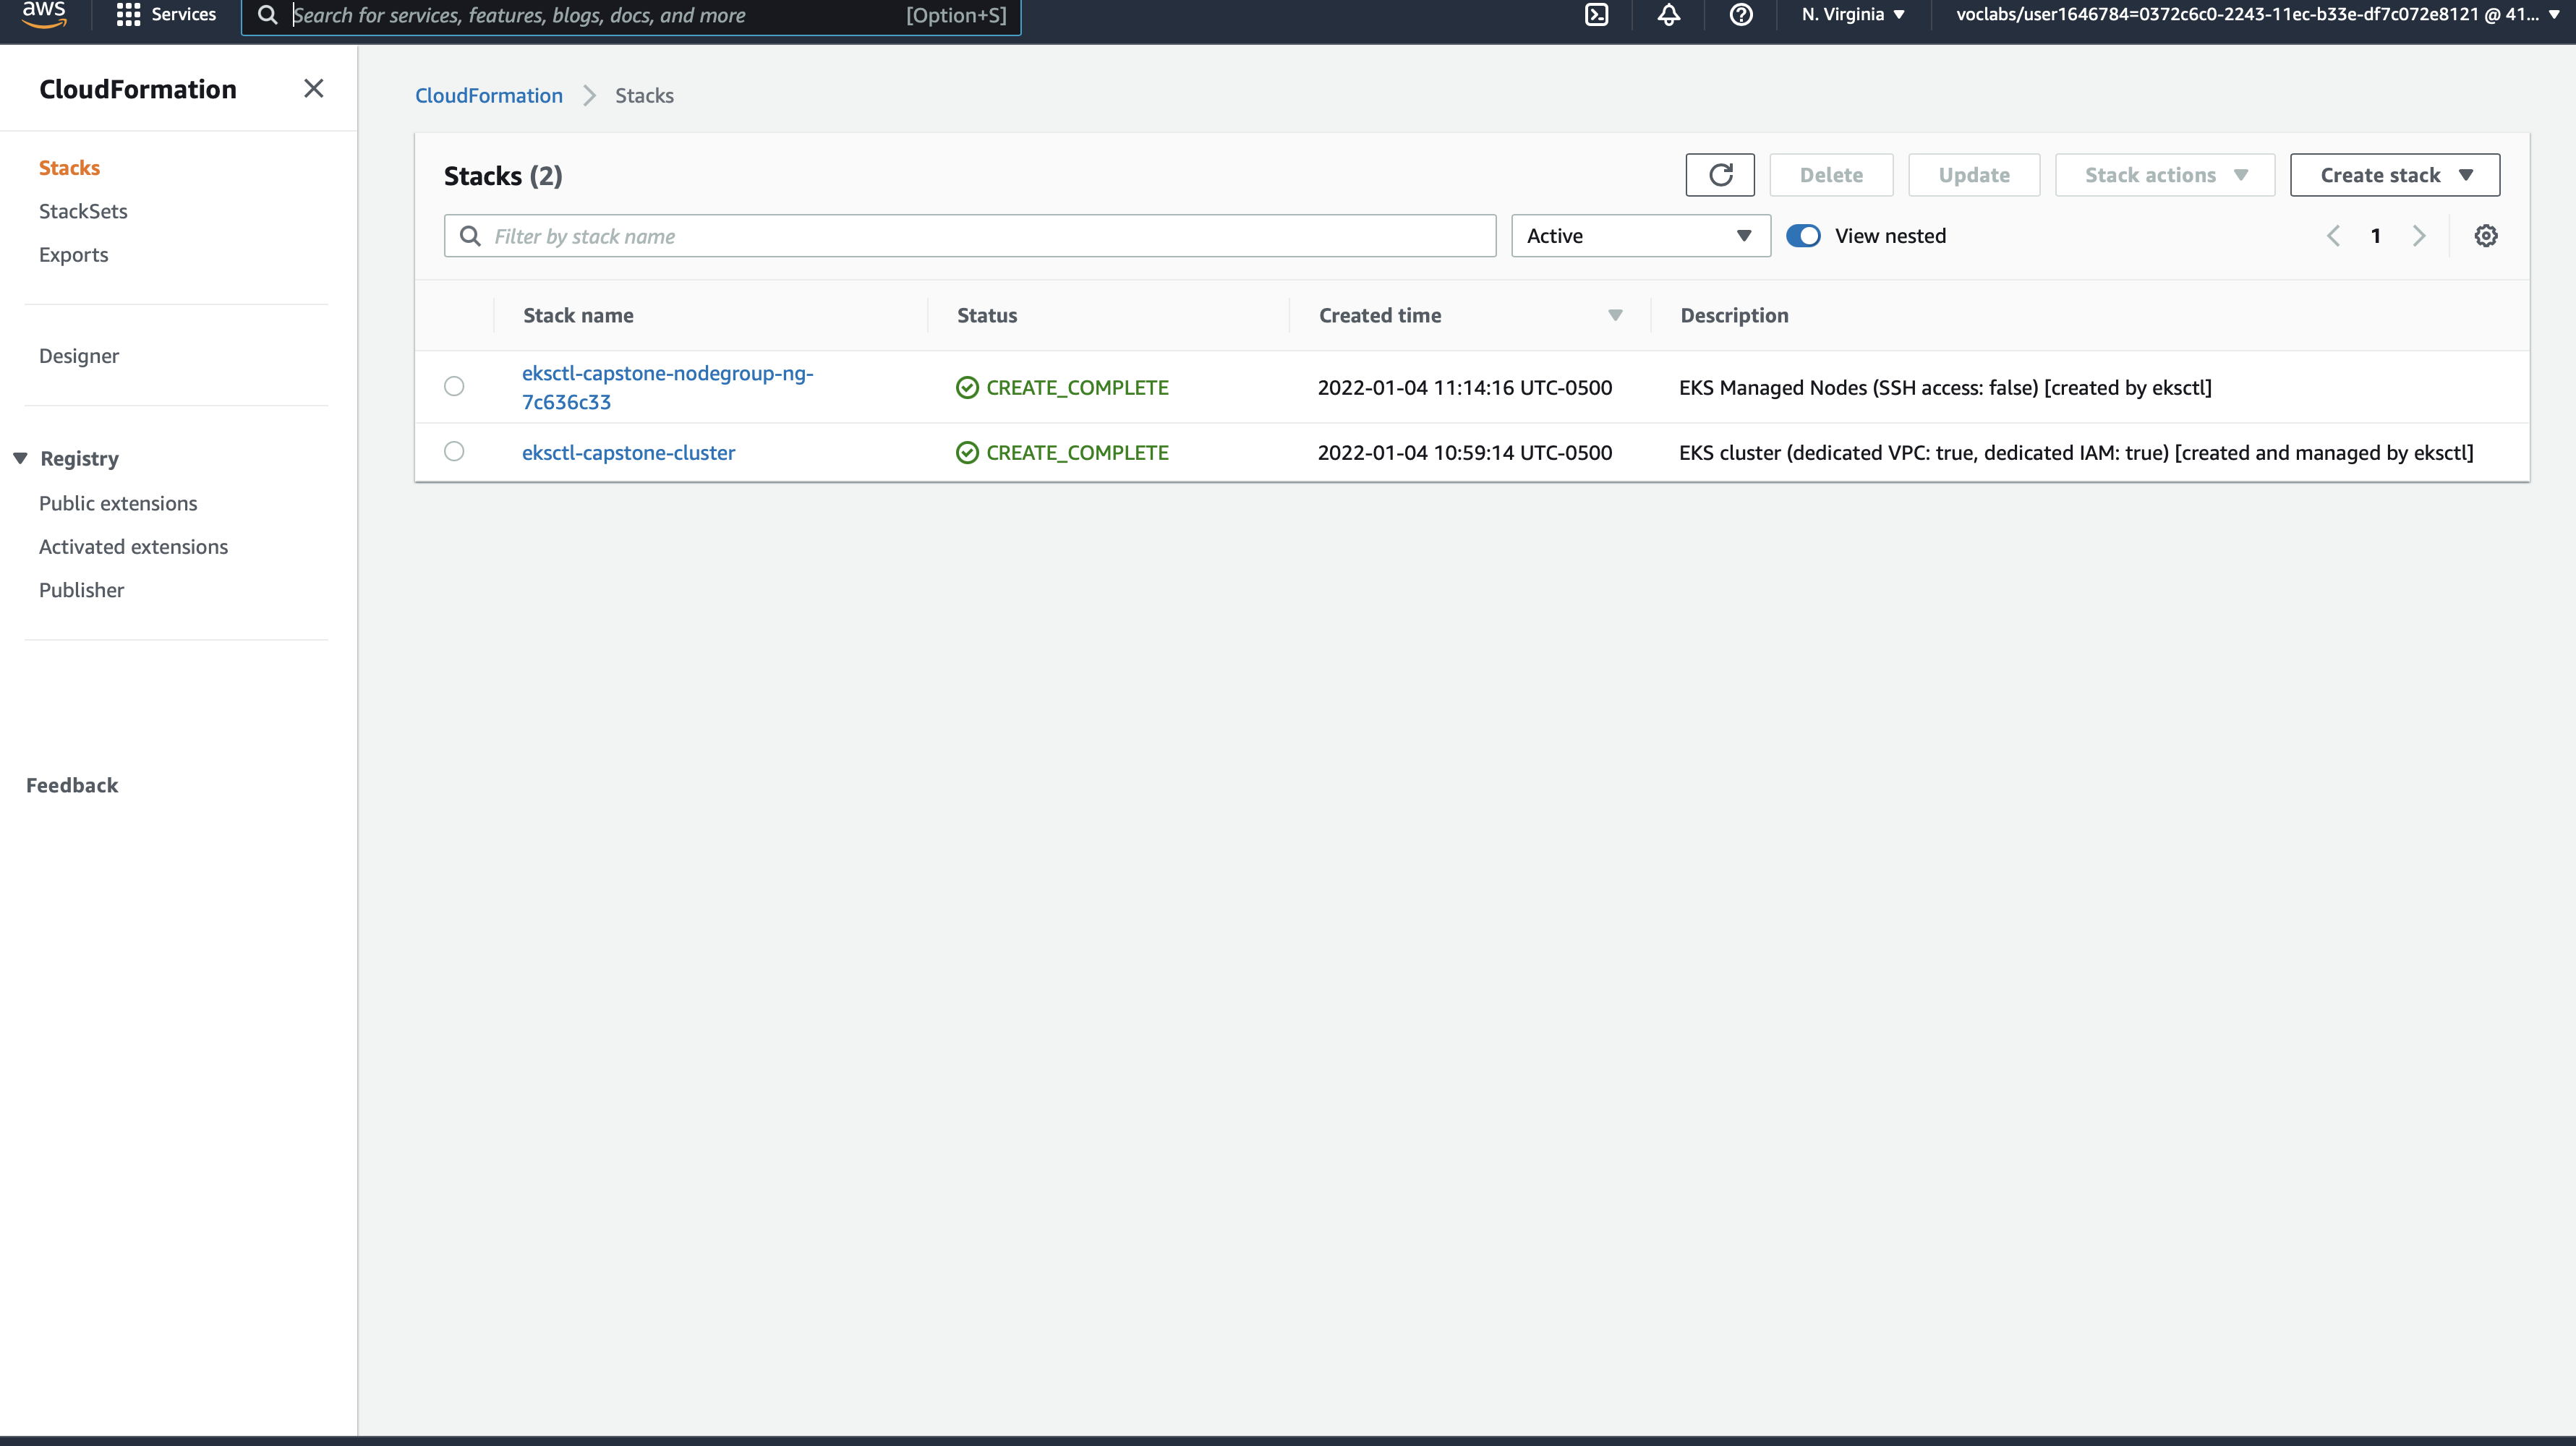 aws
Services
Search for services, features, blogs, docs, and more
[Option+S]
N. Virginia
voclabs/user1646784=0372c6c0-2243-11ec-b33e-df7c072e8121 @ 41...
CloudFormation
Stacks
StackSets
Exports
Designer
Registry
Public extensions
Activated extensions
Publisher
Feedback
CloudFormation
Stacks
Stacks (2)
Delete
Update
Stack actions
Create stack
Filter by stack name
Active
View nested
1
Stack name
Status
Created time
Description
eksctl-capstone-nodegroup-ng-
7c636c33
CREATE_COMPLETE
2022-01-04 11:14:16 UTC-0500
EKS Managed Nodes (SSH access: false) [created by eksctl]
eksctl-capstone-cluster
CREATE_COMPLETE
2022-01-04 10:59:14 UTC-0500
EKS cluster (dedicated VPC: true, dedicated IAM: true) [created and managed by eksctl]